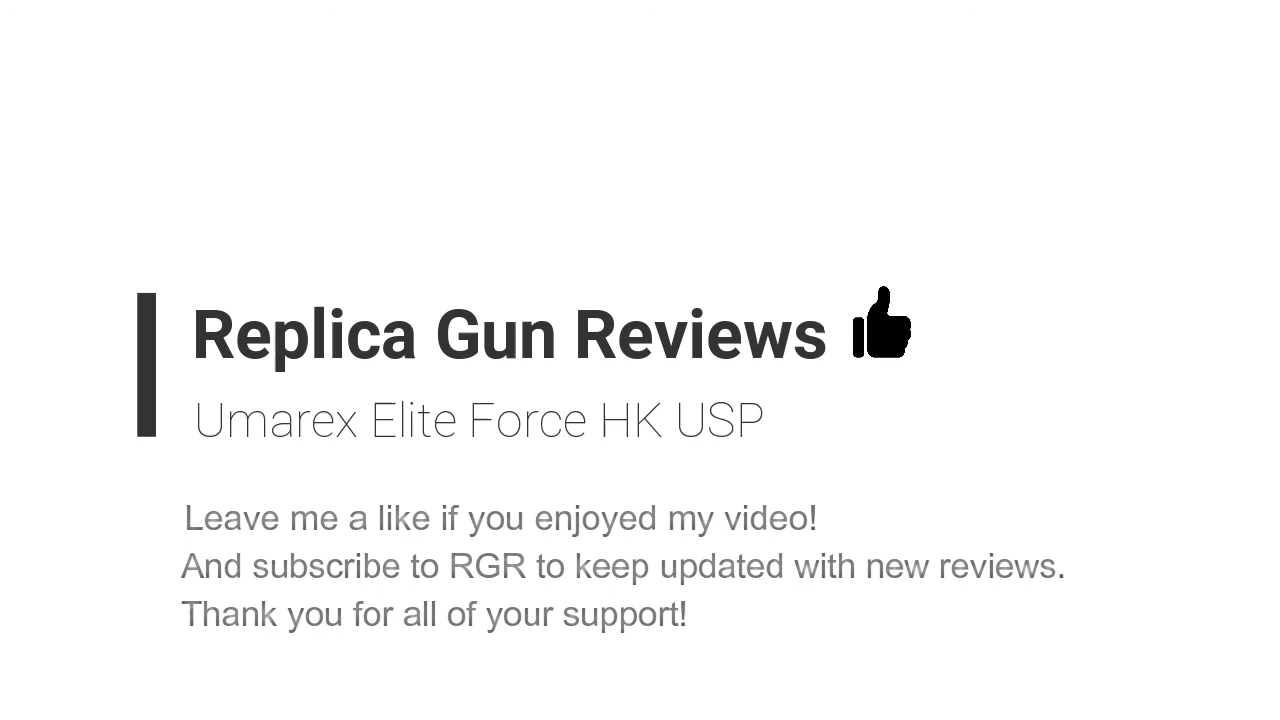 Replica Gun Reviews
Umarex Elite Force HK USP
Leave me a like if you enjoyed my video!
And subscribe to RGR to keep updated with new reviews.
Thank you for all of your support!